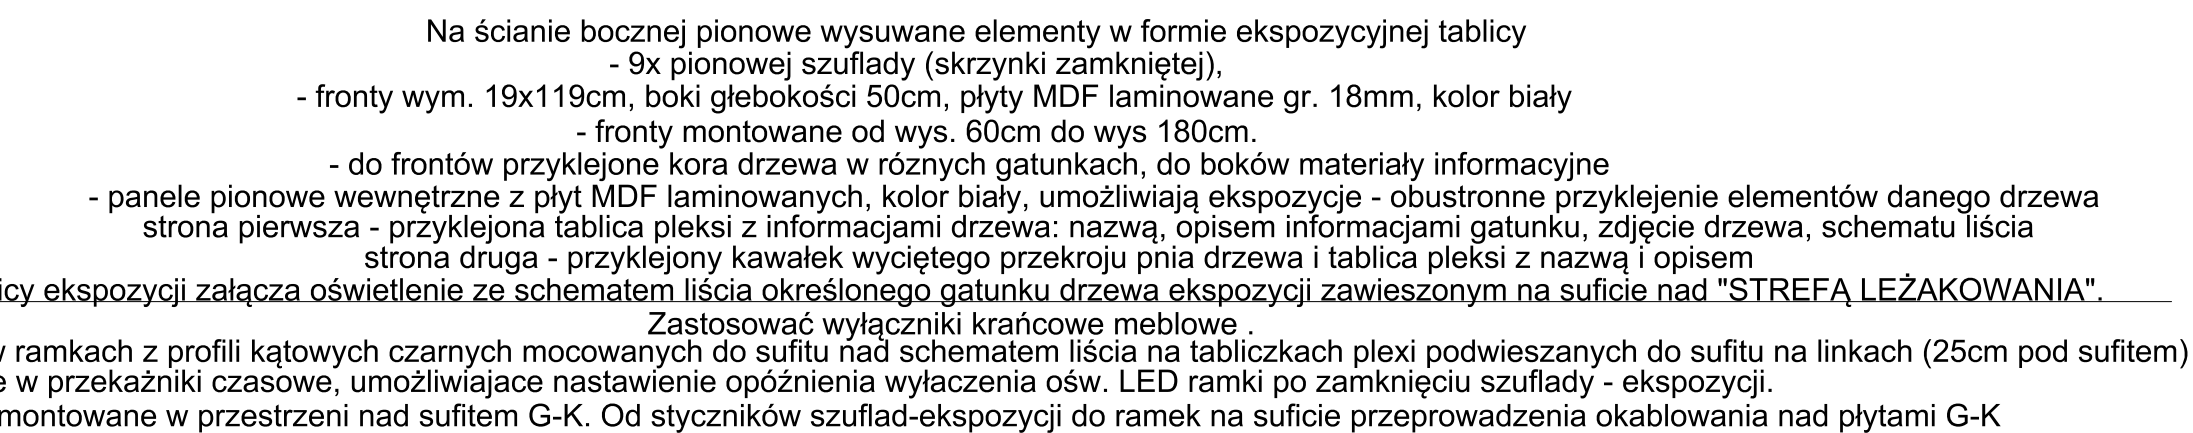 Na ścianie bocznej pionowe wysuwane elementy w formie ekspozycyjnej tablicy
- 9x pionowej szuflady (skrzynki zamkniętej),
- fronty wym. 19x119cm, boki głebokości 50cm, płyty MDF laminowane gr. 18mm, kolor biały
- fronty montowane od wys. 60cm do wys 180cm.
- do frontów przyklejone kora drzewa w róznych gatunkach, do boków materiały informacyjne
- panele pionowe wewnętrzne z płyt MDF laminowanych, kolor biały, umożliwiają ekspozycje - obustronne przyklejenie elementów danego drzewa
strona pierwsza - przyklejona tablica pleksi z informacjami drzewa: nazwą, opisem informacjami gatunku, zdjęcie drzewa, schematu liścia
strona druga - przyklejony kawałek wyciętego przekroju pnia drzewa i tablica pleksi z nazwą i opisem
icy ekspozycji załącza oświetlenie ze schematem liścia określonego gatunku drzewa ekspozycji zawieszonym na suficie nad "STREFĄ LEŻAKOWANIA".
Zastosować wyłączniki krańcowe meblowe .
ramkach z profili kątowych czarnych mocowanych do sufitu nad schematem liścia na tabliczkach plexi podwieszanych do sufitu na linkach (25cm pod sufitem)
e w przekażniki czasowe, umożliwiajace nastawienie opóźnienia wyłaczenia ośw. LED ramki po zamknięciu szuflady - ekspozycji.
montowane w przestrzeni nad sufitem G-K. Od styczników szuflad-ekspozycji do ramek na suficie przeprowadzenia okablowania nad płytami G-K